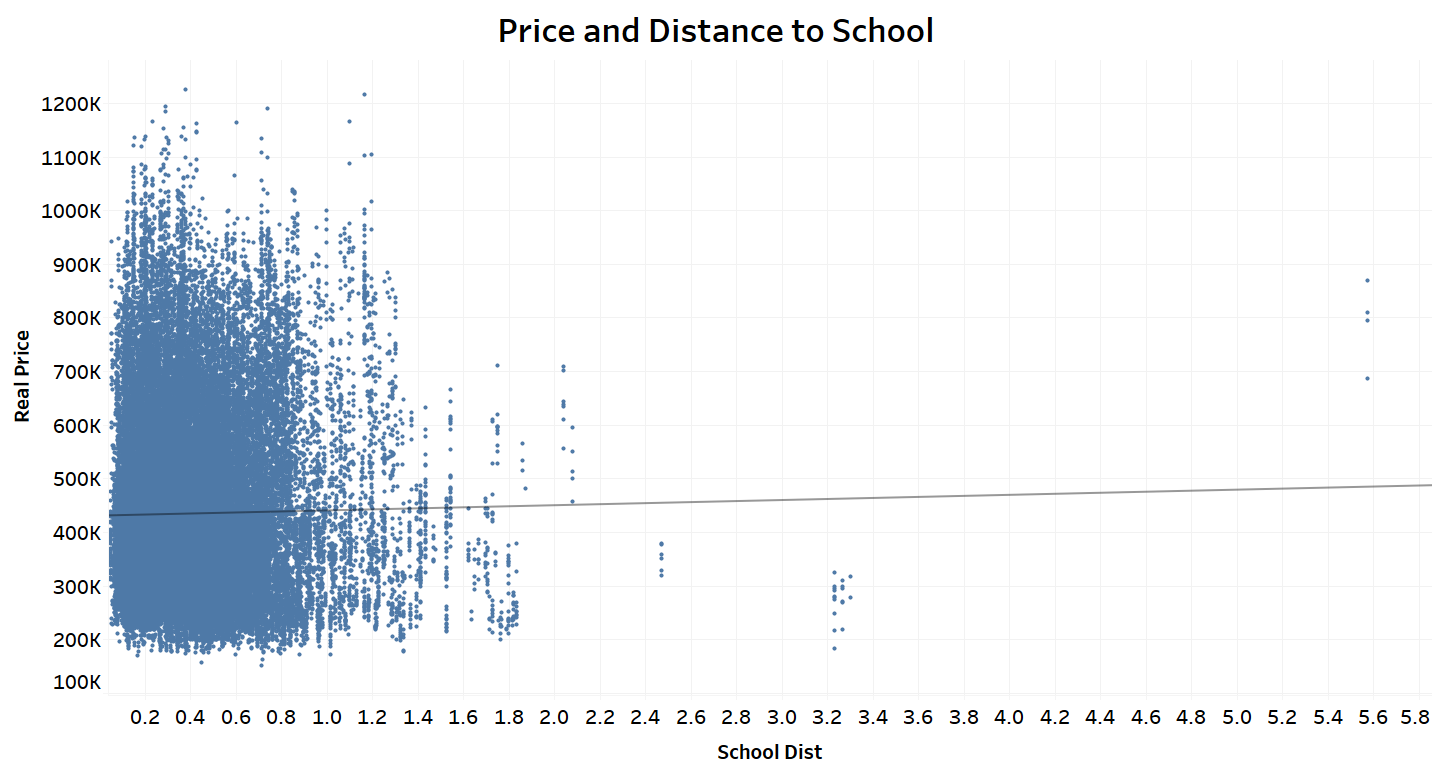 Price and Distance to School
1200K
1100K
1000K
900K
800K
700K
600K
500K
400K
300K
200K
100K
Real Price
0.2 0.4 0.6 0.8 1.0 1.2 1.4 1.6 1.8 2.0 2.2 2.4 2.6 2.8 3.0 3.2 3.4 3.6 3.8 4.0 4.2 4.4 4.6 4.8 5.0 5.2 5.4 5.6 5.8
School Dist